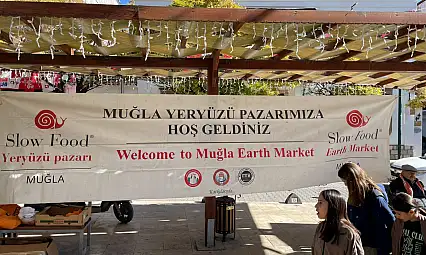 MUĞLA YERYÜZÜ PAZARIMIZA
HOŞ GELDİNİZ
Welcome to Muğla Earth Market
Slow Food®
Yeryüzü pazarı
MUĞLA
Slow Food®
EARTH MARKET
MUĞLA